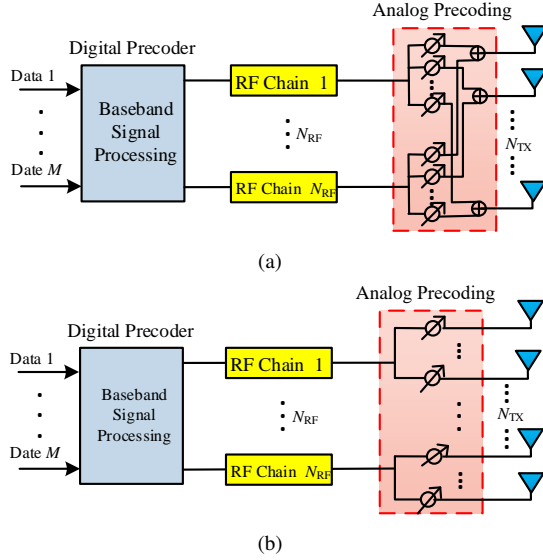 Analog Precoding
Digital Precoder
Data 1
Baseband
Signal
Processing
RF Chain 1
N_RF
N_TX
Date M
RF Chain N_RF
(a)
Analog Precoding
Digital Precoder
Data 1
Baseband
Signal
Processing
RF Chain 1
N_RF
N_TX
Data M
RF Chain N_RF
(b)